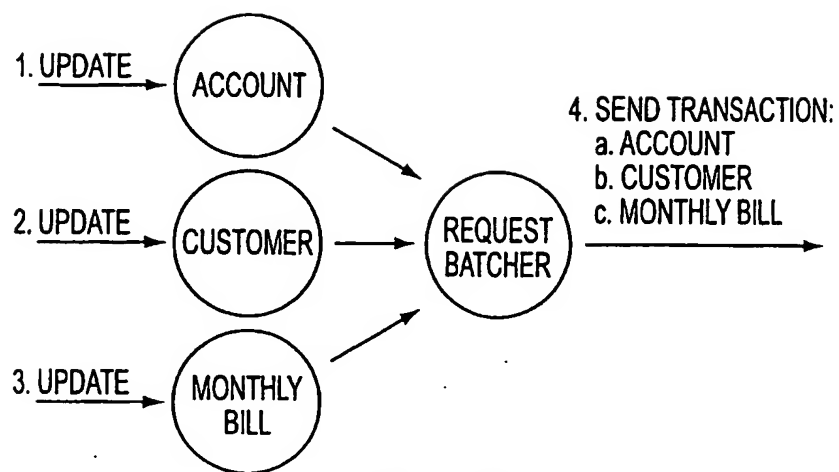 1. UPDATE
ACCOUNT
2. UPDATE
CUSTOMER
3. UPDATE
MONTHLY
BILL
REQUEST
BATCHER
4. SEND TRANSACTION:
a. ACCOUNT
b. CUSTOMER
c. MONTHLY BILL